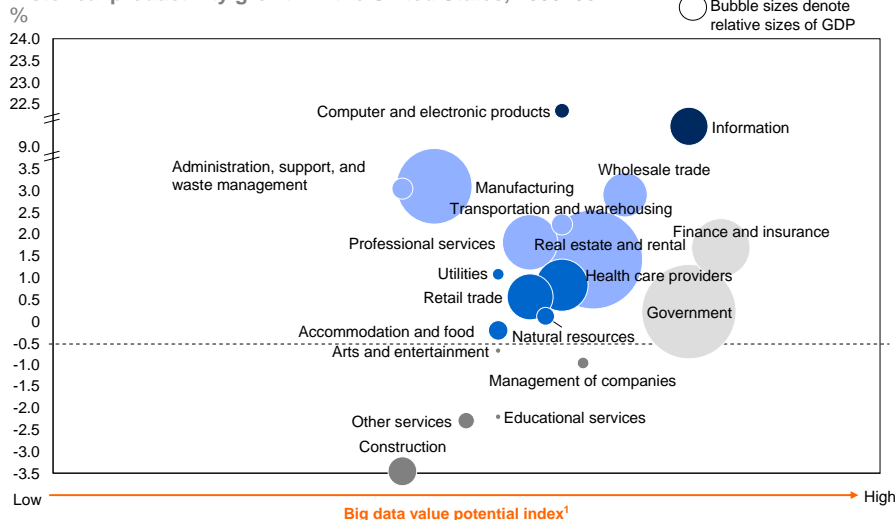 %
Bubble sizes denote
relative sizes of GDP
24.0
23.5
23.0
22.5
9.0
3.5
3.0
2.5
2.0
1.5
1.0
0.5
0
-0.5
-1.0
-1.5
-2.0
-2.5
-3.0
-3.5
Computer and electronic products
Information
Administration, support, and
waste management
Manufacturing
Wholesale trade
Transportation and warehousing
Professional services
Real estate and rental
Finance and insurance
Utilities
Health care providers
Retail trade
Government
Accommodation and food
Natural resources
Arts and entertainment
Management of companies
Other services
Educational services
Construction
Low
High
Big data value potential index¹